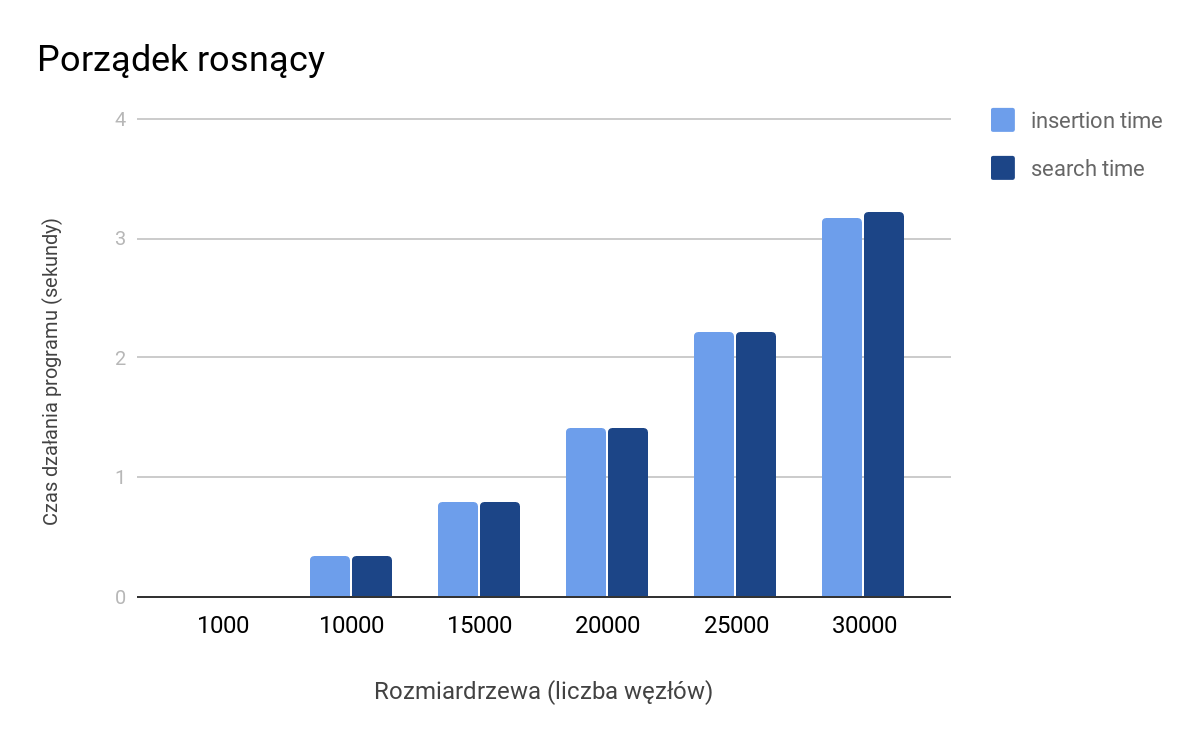 Porządek rosnący
4
3
2
1
0
insertion time
search time
Czas dzałania programu (sekundy)
1000 10000 15000 20000 25000 30000
Rozmiardrzewa (liczba węzłów)